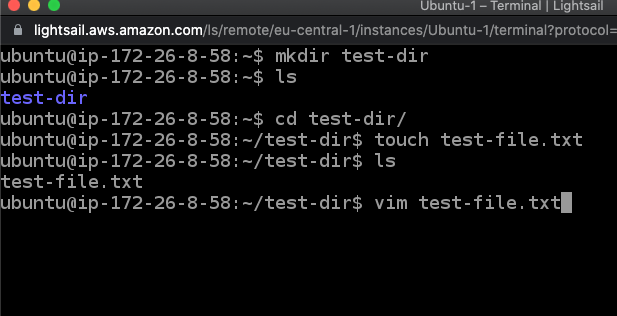 Ubuntu-1 – Terminal | Lightsail
lightsail.aws.amazon.com/ls/remote/eu-central-1/instances/Ubuntu-1/terminal?protocol=
ubuntu@ip-172-26-8-58:~$ mkdir test-dir
ubuntu@ip-172-26-8-58:~$ ls
test-dir
ubuntu@ip-172-26-8-58:~$ cd test-dir/
ubuntu@ip-172-26-8-58:~/test-dir$ touch test-file.txt
ubuntu@ip-172-26-8-58:~/test-dir$ ls
test-file.txt
ubuntu@ip-172-26-8-58:~/test-dir$ vim test-file.txt